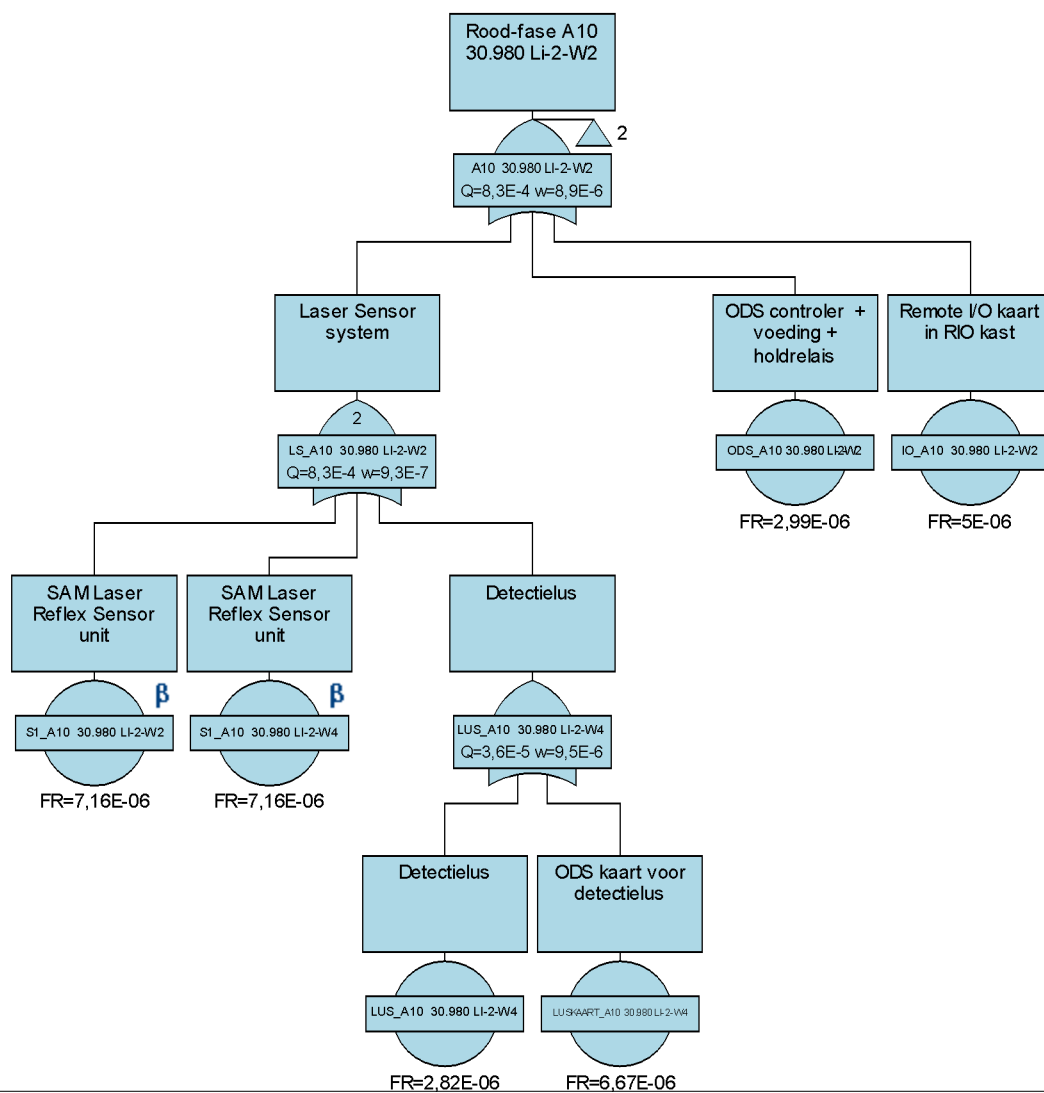 Rood-fase A10
30.980 Li-2-W2
2
A10 30.980 LI-2-W2
Q=8,3E-4 w=8,9E-6
Laser Sensor
system
ODS controler +
voeding +
holdrelais
Remote I/O kaart
in RIO kast
2
LS_A10 30.980 LI-2-W2
Q=8,3E-4 w=9,3E-7
ODS_A10 30.980 LI-2-W2
IO_A10 30.980 LI-2-W2
FR=2,99E-06
FR=5E-06
SAM Laser
Reflex Sensor
unit
SAM Laser
Reflex Sensor
unit
Detectielus
β
β
S1_A10 30.980 LI-2-W2
S1_A10 30.980 LI-2-W4
LUS_A10 30.980 LI-2-W4
Q=3,6E-5 w=9,5E-6
FR=7,16E-06
FR=7,16E-06
Detectielus
ODS kaart voor
detectielus
LUS_A10 30.980 LI-2-W4
LUSKAART_A10 30.980 LI-2-W4
FR=2,82E-06
FR=6,67E-06